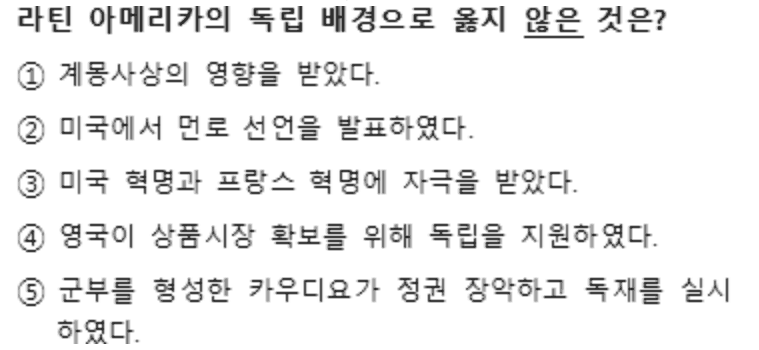 라틴 아메리카의 독립 배경으로 옳지 않은 것은?
① 계몽사상의 영향을 받았다.
② 미국에서 먼로 선언을 발표하였다.
③ 미국 혁명과 프랑스 혁명에 자극을 받았다.
④ 영국이 상품시장 확보를 위해 독립을 지원하였다.
⑤ 군부를 형성한 카우디요가 정권 장악하고 독재를 실시
하였다.